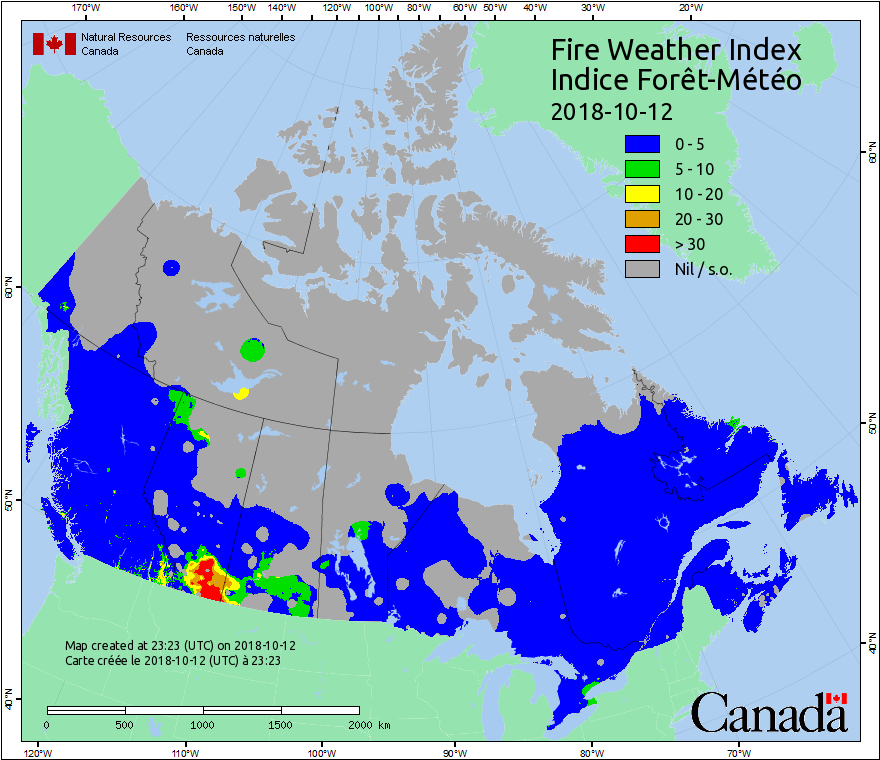 170°W 160°W 150°W 140°W 130°W 120°W 110°W 100°W 90°W 80°W 70°W 60°W 50°W 40°W 30°W 20°W
Natural Resources Ressources naturelles
Canada Canada
Fire Weather Index
Indice Forêt-Météo
2018-10-12
0 - 5
5 - 10
10 - 20
20 - 30
> 30
Nil / s.o.
60°N 60°N
50°N 50°N
40°N 40°N
Map created at 23:23 (UTC) on 2018-10-12
Carte créée le 2018-10-12 (UTC) à 23:23
0 500 1000 1500 2000 km
Canada
120°W 110°W 100°W 90°W 80°W 70°W